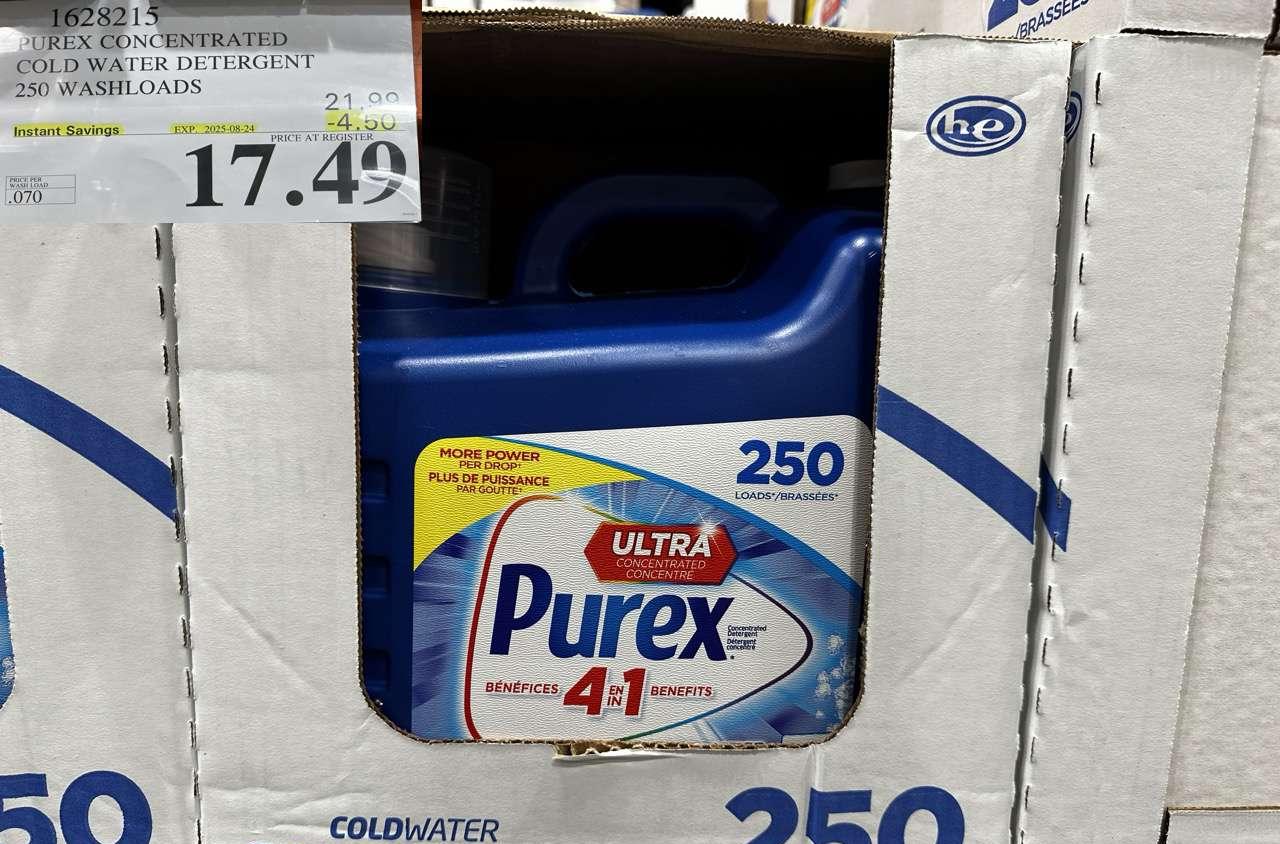 1628215
PUREX CONCENTRATED
COLD WATER DETERGENT
250 WASHLOADS
21.99
-4.50
Instant Savings
EXP. 2025-08-24
PRICE AT REGISTER
17.49
PRICE PER
WASH LOAD
.070
/BRASSÉES
he
MORE POWER
PER DROP†
PLUS DE PUISSANCE
PAR GOUTTE†
250
LOADS*/BRASSÉES*
ULTRA
CONCENTRATED
CONCENTRÉ
Purex
Concentrated
Detergent
Détergent
concentré
BÉNÉFICES 4 EN IN 1 BENEFITS
50
COLDWATER
250